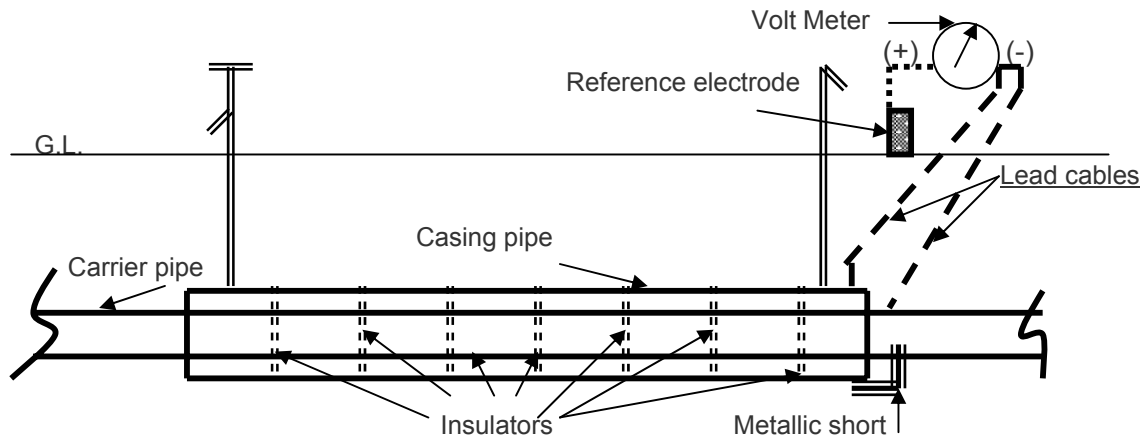 Volt Meter
(+)
(-)
Reference electrode
G.L.
Lead cables
Casing pipe
Carrier pipe
Insulators
Metallic short